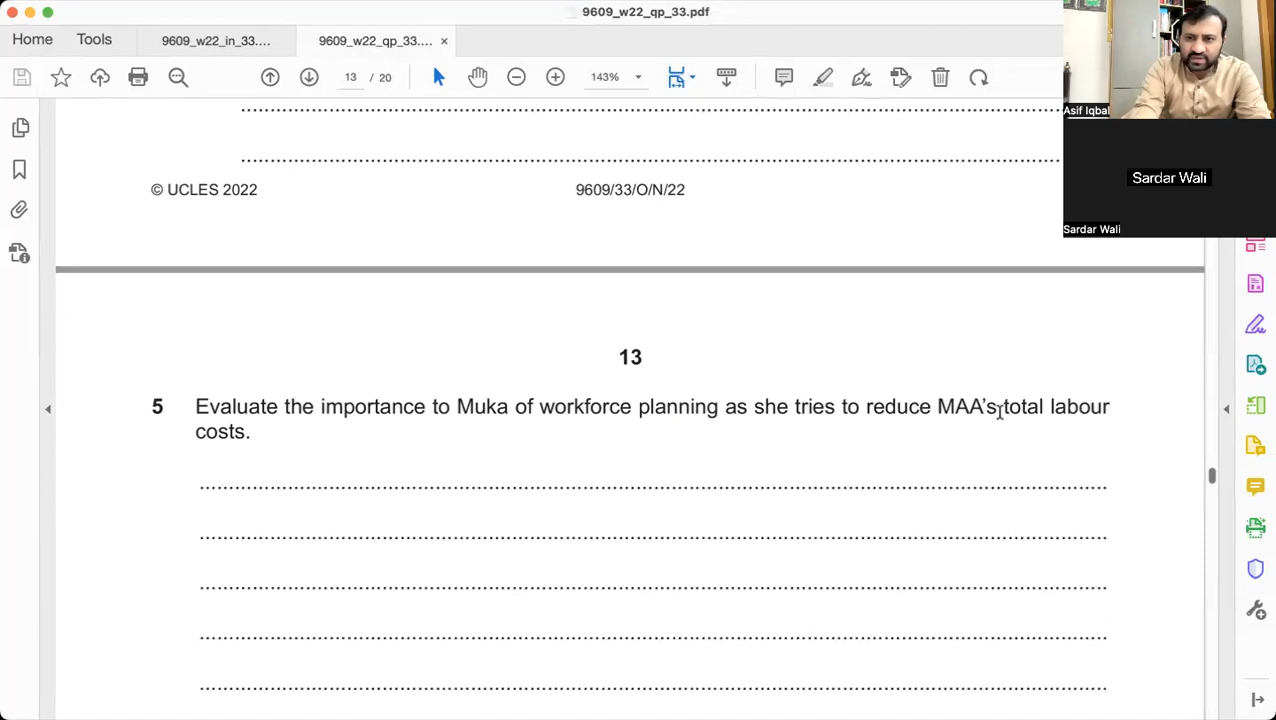 9609_w22_qp_33.pdf
Home Tools 9609_w22_in_33.... 9609_w22_qp_33.... ×
13 / 20 143%
Asif Iqbal
Sardar Wali
Sardar Wali
© UCLES 2022 9609/33/O/N/22
13
5 Evaluate the importance to Muka of workforce planning as she tries to reduce MAA's total labour
costs.